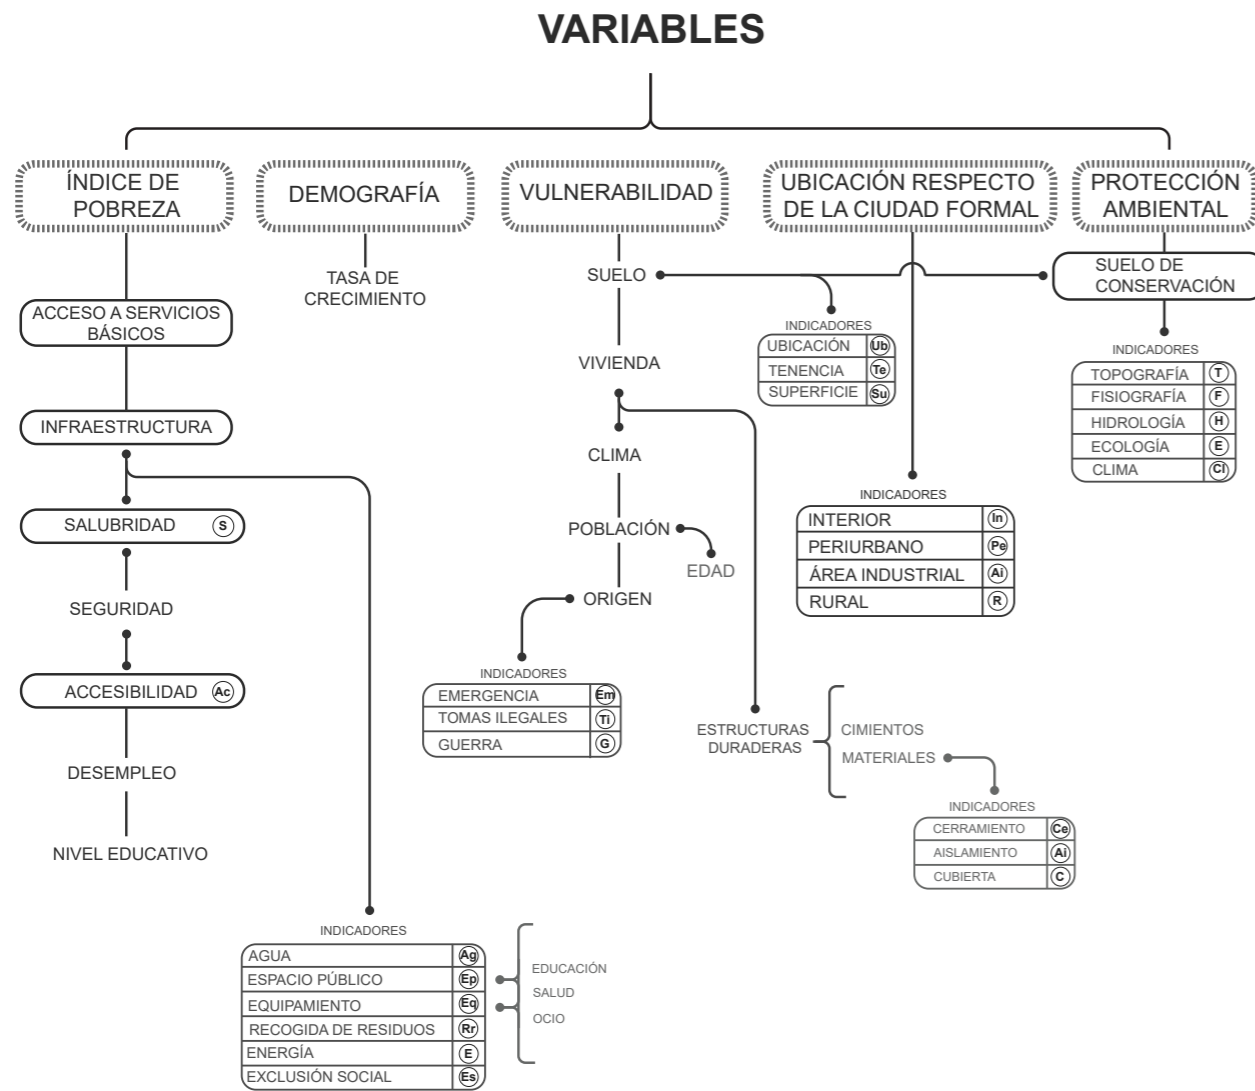 VARIABLES
ÍNDICE DE
POBREZA
DEMOGRAFÍA
VULNERABILIDAD
UBICACIÓN RESPECTO
DE LA CIUDAD FORMAL
PROTECCIÓN
AMBIENTAL
ACCESO A SERVICIOS
BÁSICOS
INFRAESTRUCTURA
SALUBRIDAD S
SEGURIDAD
ACCESIBILIDAD Ac
DESEMPLEO
NIVEL EDUCATIVO
INDICADORES
AGUA Ag
ESPACIO PÚBLICO Ep
EQUIPAMIENTO Eq
RECOGIDA DE RESIDUOS Rr
ENERGÍA E
EXCLUSIÓN SOCIAL Es
EDUCACIÓN
SALUD
OCIO
TASA DE
CRECIMIENTO
SUELO
VIVIENDA
CLIMA
POBLACIÓN
EDAD
ORIGEN
INDICADORES
EMERGENCIA Em
TOMAS ILEGALES Ti
GUERRA G
ESTRUCTURAS
DURADERAS
CIMIENTOS
MATERIALES
INDICADORES
CERRAMIENTO Ce
AISLAMIENTO Ai
CUBIERTA C
INDICADORES
UBICACIÓN Ub
TENENCIA Te
SUPERFICIE Su
INDICADORES
INTERIOR In
PERIURBANO Pe
ÁREA INDUSTRIAL Ai
RURAL R
SUELO DE
CONSERVACIÓN
INDICADORES
TOPOGRAFÍA T
FISIOGRAFÍA F
HIDROLOGÍA H
ECOLOGÍA E
CLIMA Cl